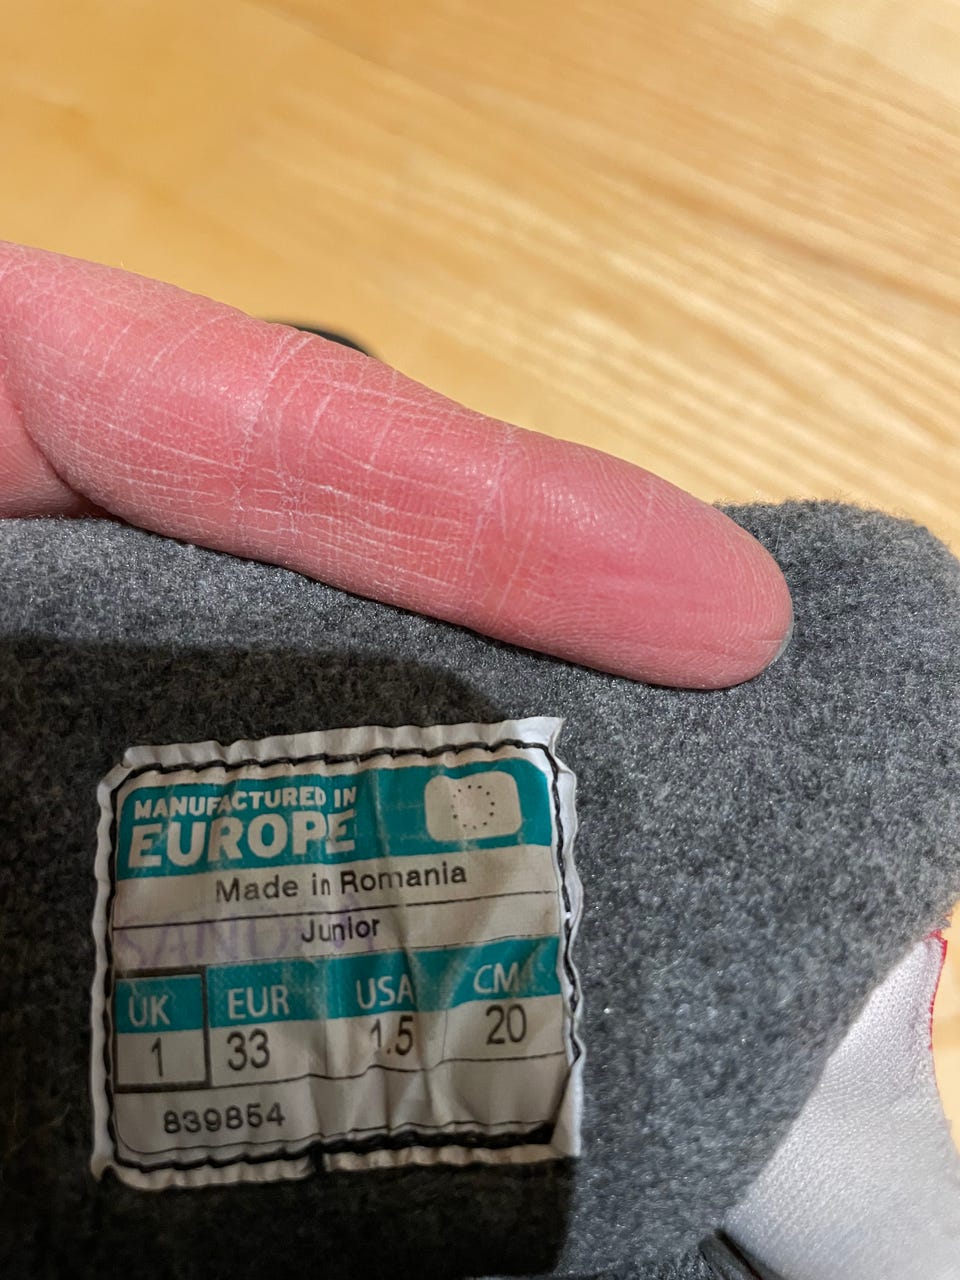 MANUFACTURED IN
EUROPE
Made in Romania
Junior
UK EUR USA CM
1 33 1.5 20
839854